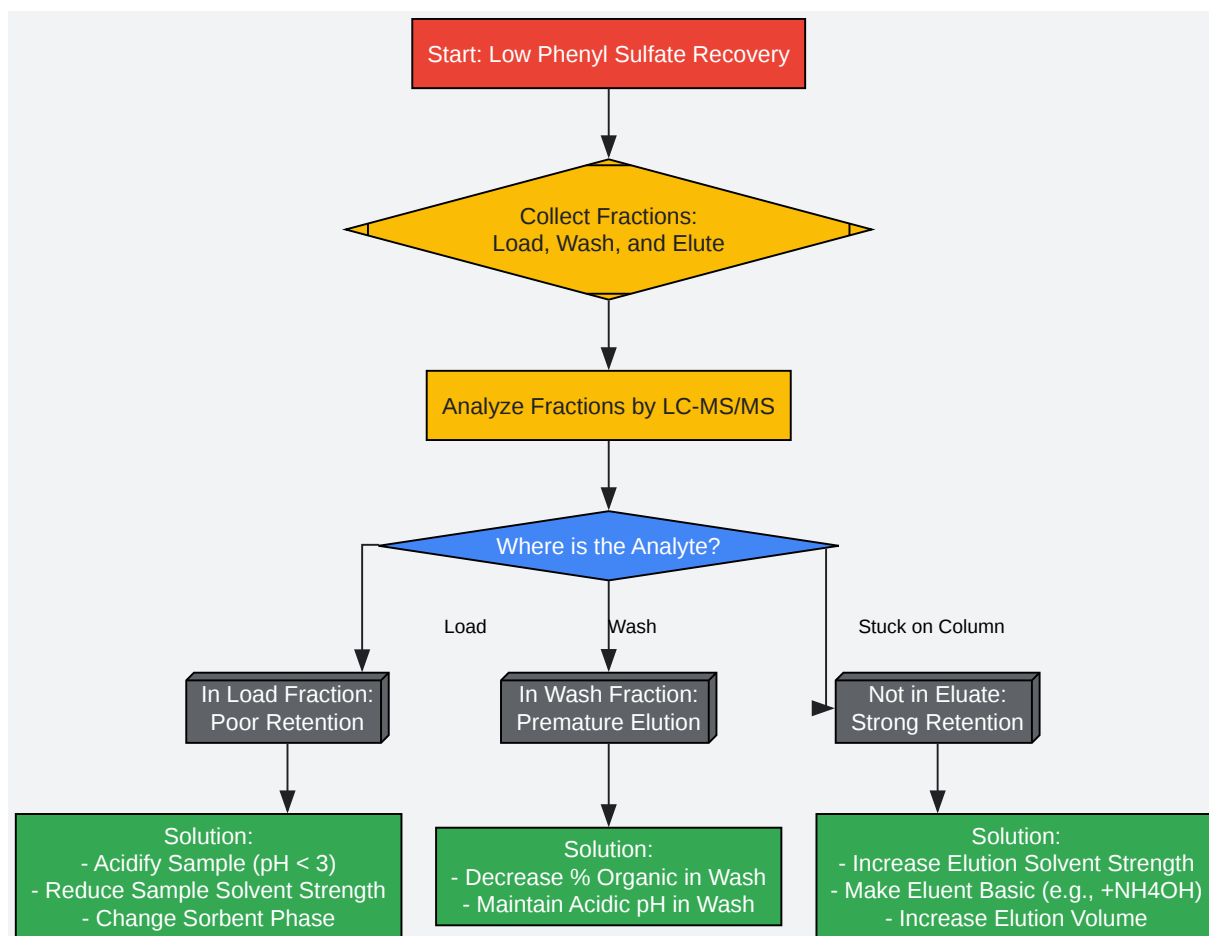 Start: Low Phenyl Sulfate Recovery
Collect Fractions:
Load, Wash, and Elute
Analyze Fractions by LC-MS/MS
Where is the Analyte?
Load
Wash
Stuck on Column
In Load Fraction:
Poor Retention
In Wash Fraction:
Premature Elution
Not in Eluate:
Strong Retention
Solution:
- Acidify Sample (pH < 3)
- Reduce Sample Solvent Strength
- Change Sorbent Phase
Solution:
- Decrease % Organic in Wash
- Maintain Acidic pH in Wash
Solution:
- Increase Elution Solvent Strength
- Make Eluent Basic (e.g., +NH4OH)
- Increase Elution Volume